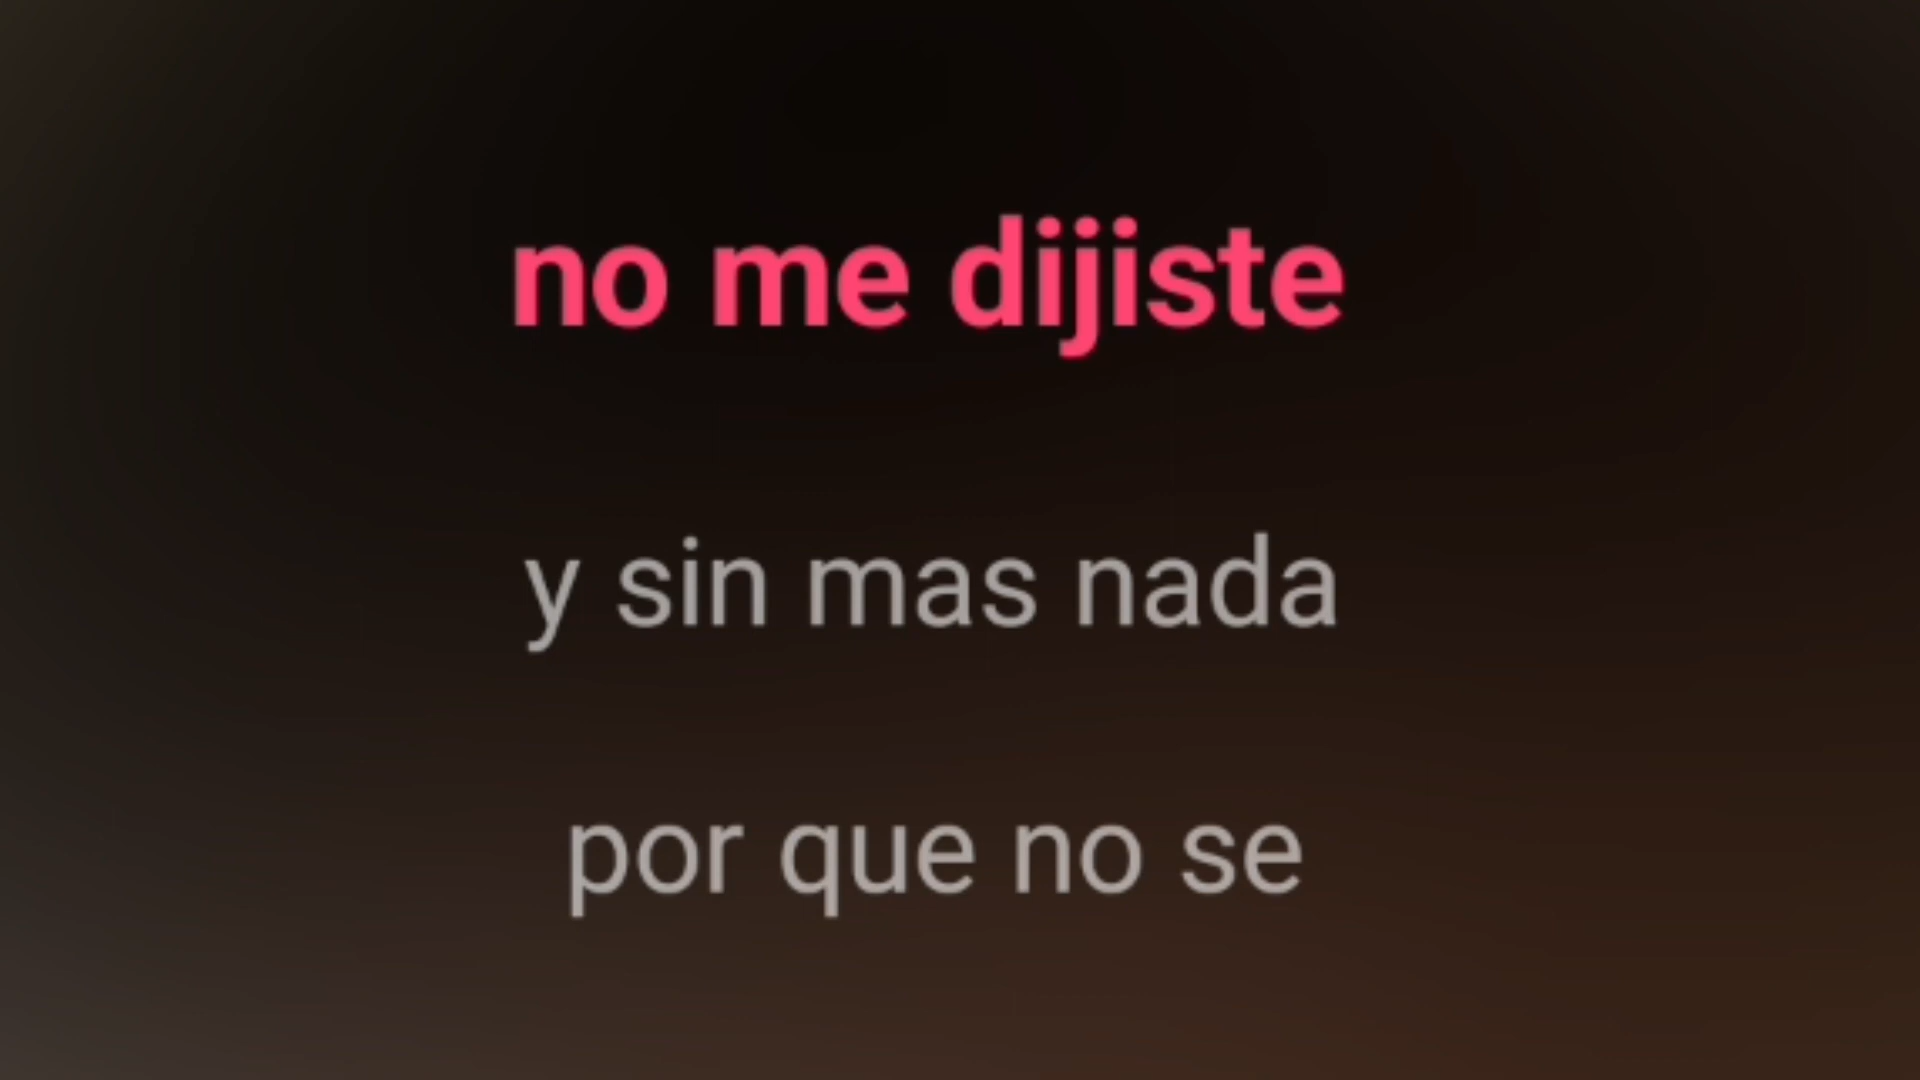 no me dijiste
y sin mas nada
por que no se